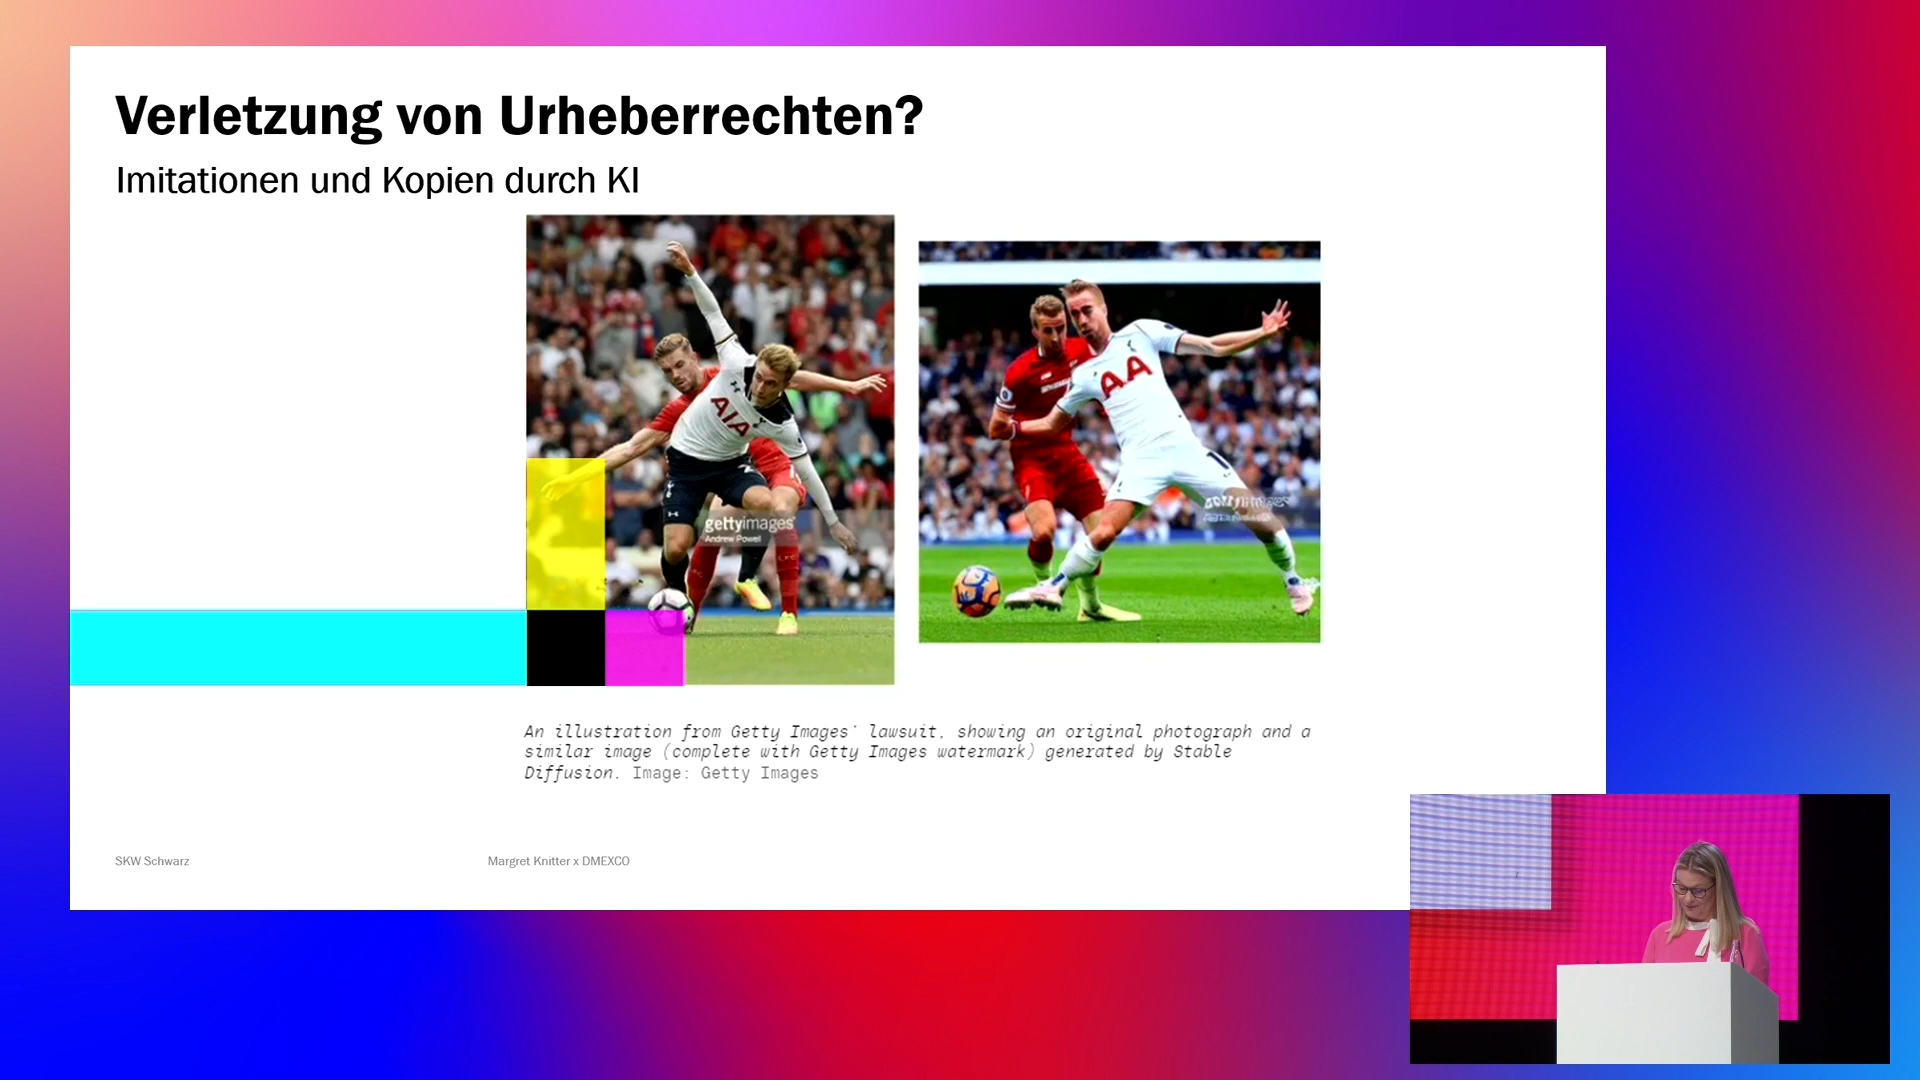 Verletzung von Urheberrechten?
Imitationen und Kopien durch KI
AIA
gettyimages
Andrew Powell
AA
1
An illustration from Getty Images' lawsuit, showing an original photograph and a
similar image (complete with Getty Images watermark) generated by Stable
Diffusion. Image: Getty Images
SKW Schwarz
Margret Knitter x DMEXCO